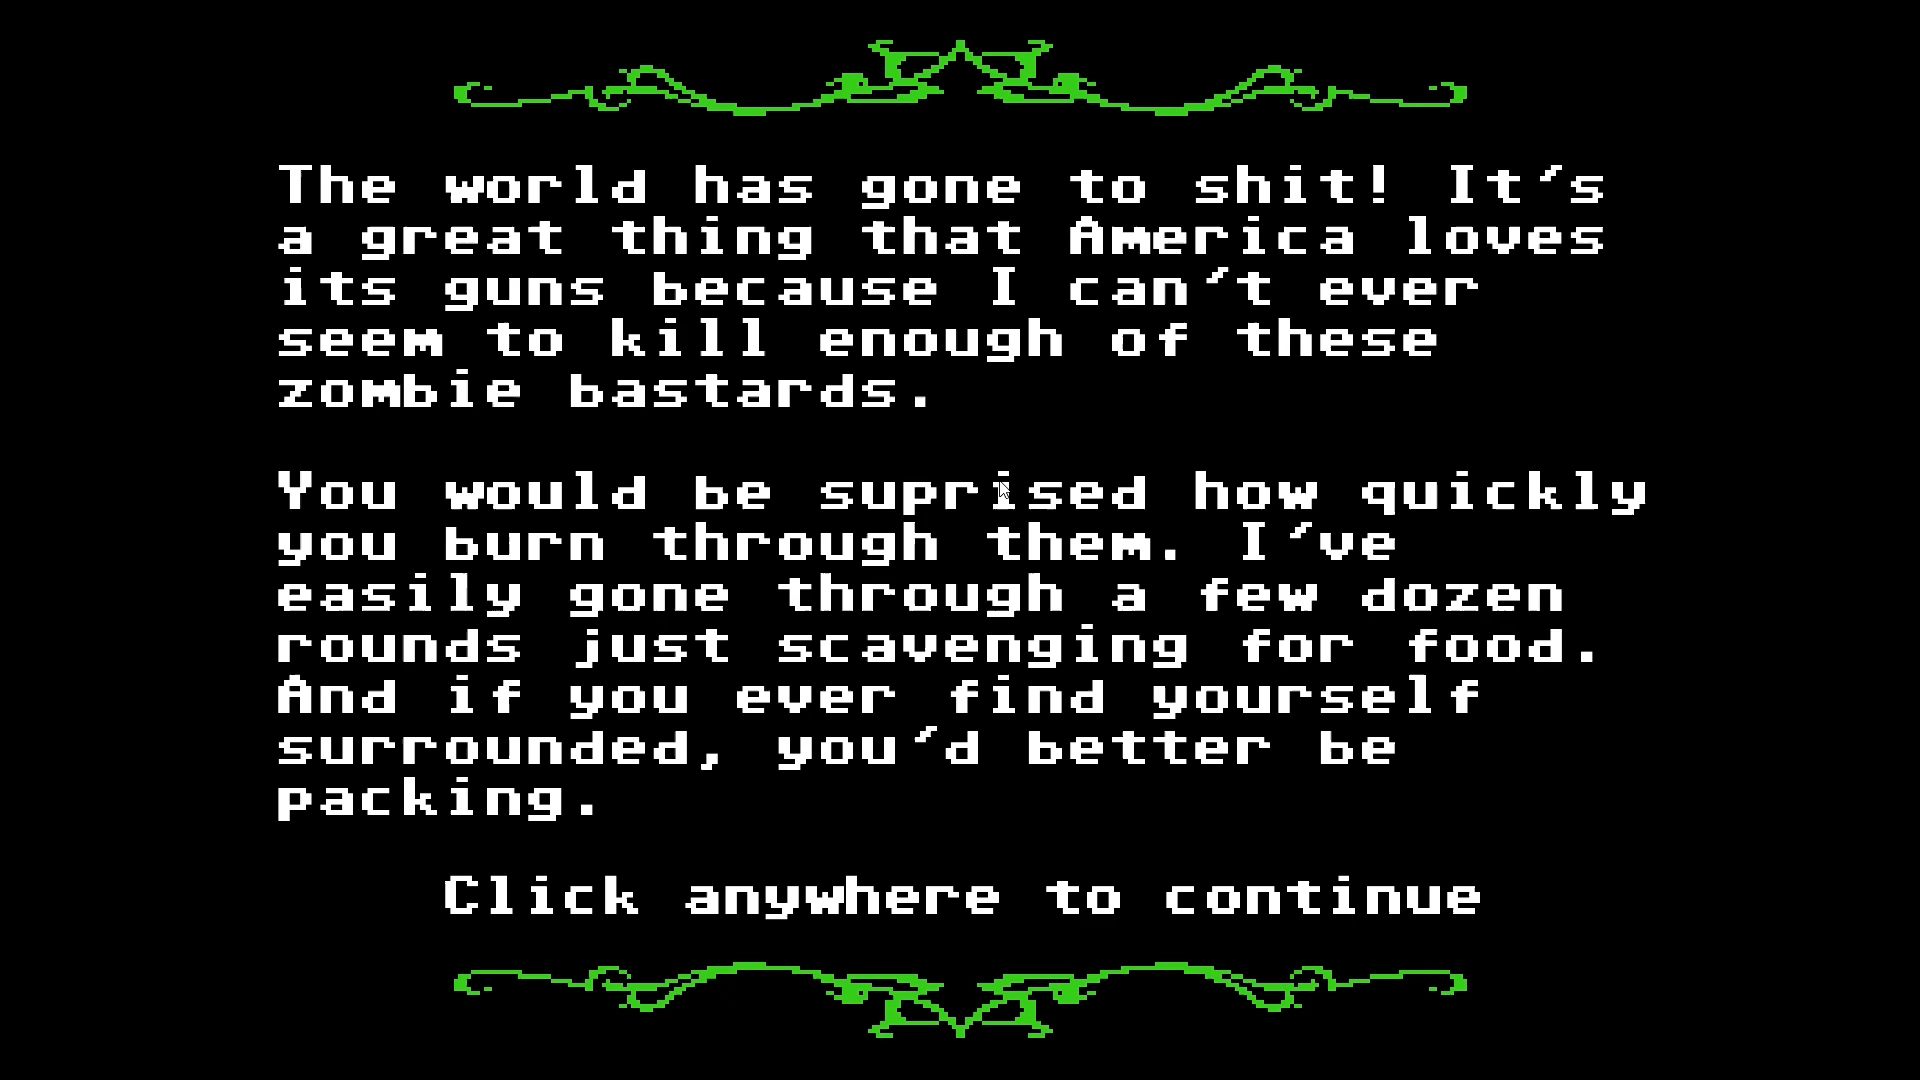 The world has gone to shit! It's
a great thing that America loves
its guns because I can't ever
seem to kill enough of these
zombie bastards.
You would be suprised how quickly
you burn through them. I've
easily gone through a few dozen
rounds just scavenging for food.
And if you ever find yourself
surrounded, you'd better be
packing.
Click anywhere to continue